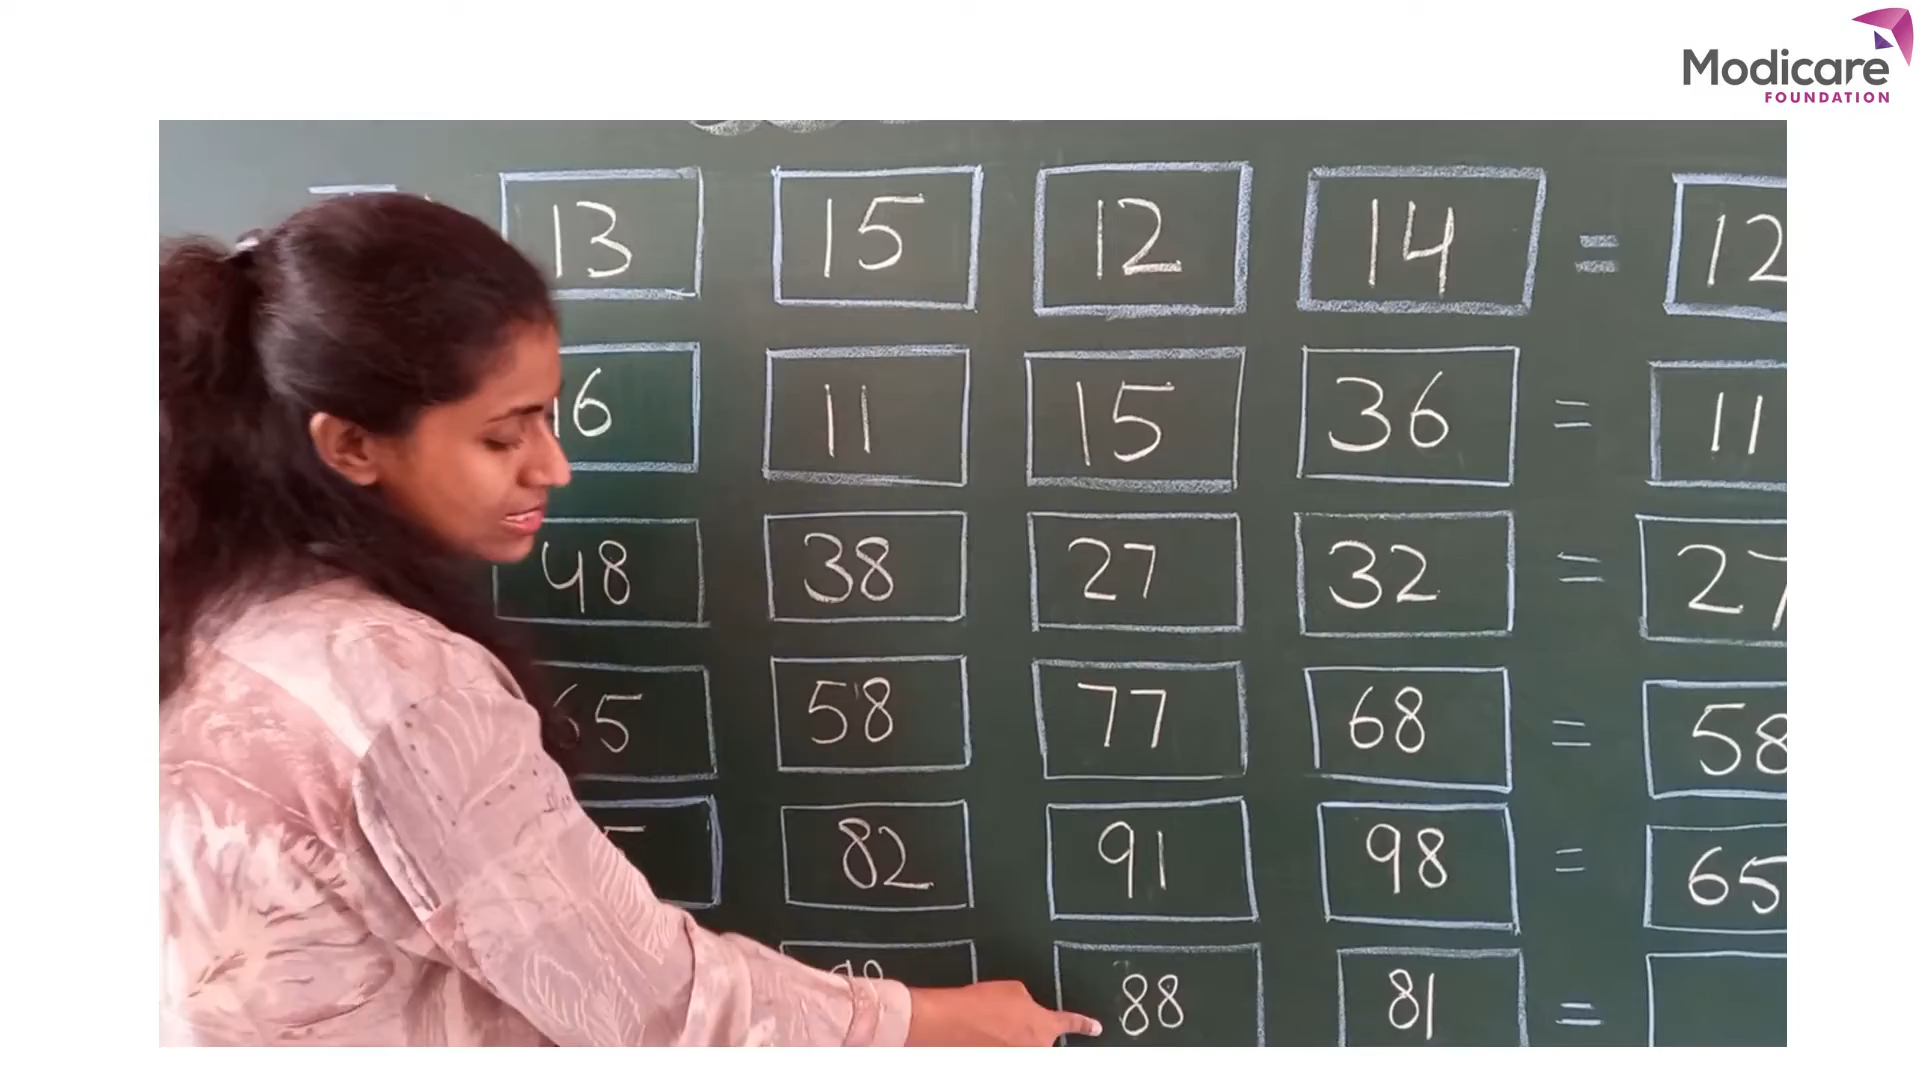 Modicare
FOUNDATION
13 15 12 14 = 12
16 11 15 36 = 11
48 38 27 32 = 27
65 58 77 68 = 58
82 91 98 = 65
88 81 =